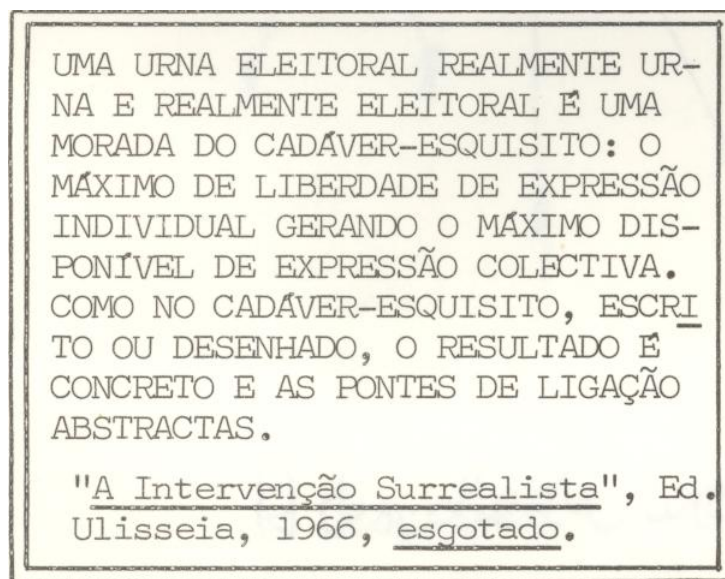 UMA URNA ELEITORAL REALMENTE UR-
NA E REALMENTE ELEITORAL É UMA
MORADA DO CADÁVER-ESQUISITO: O
MÁXIMO DE LIBERDADE DE EXPRESSÃO
INDIVIDUAL GERANDO O MÁXIMO DIS-
PONÍVEL DE EXPRESSÃO COLECTIVA.
COMO NO CADÁVER-ESQUISITO, ESCRI
TO OU DESENHADO, O RESULTADO É
CONCRETO E AS PONTES DE LIGAÇÃO
ABSTRACTAS.
"A Intervenção Surrealista", Ed.
Ulisseia, 1966, esgotado.